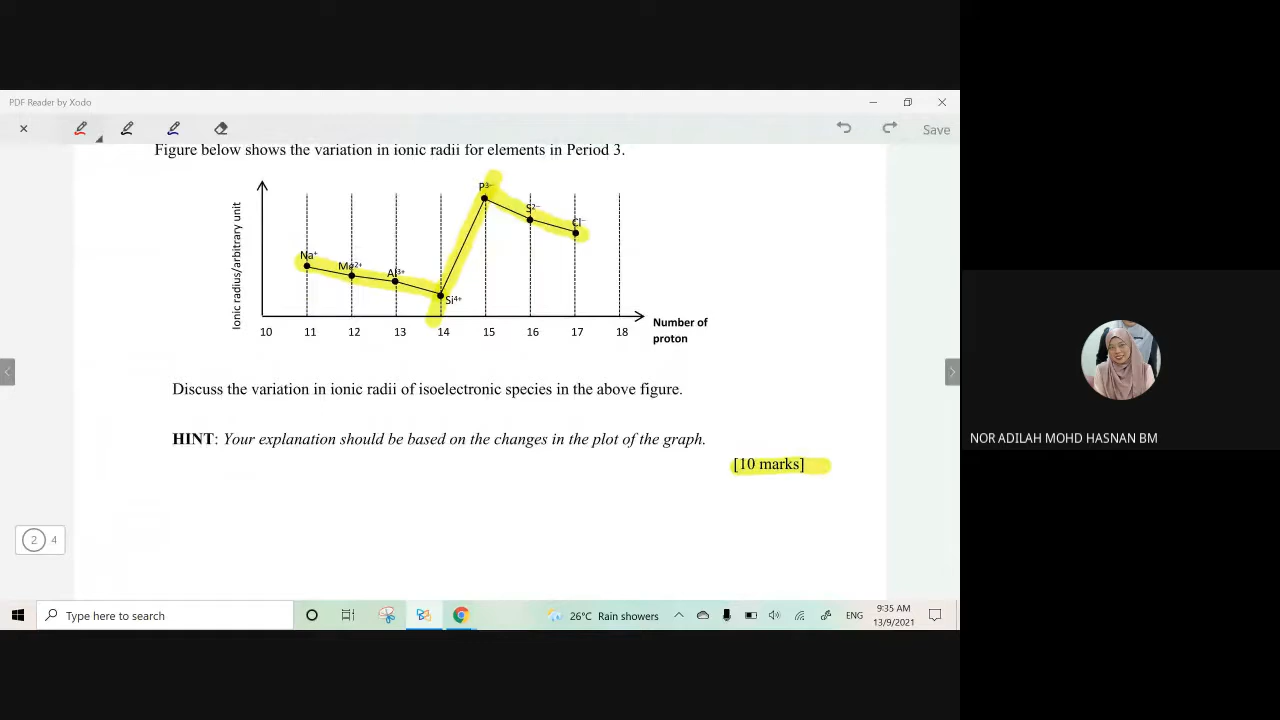 PDF Reader by Xodo
Save
Figure below shows the variation in ionic radii for elements in Period 3.
Ionic radius/arbitrary unit
Na⁺
Mg²⁺
Al³⁺
Si⁴⁺
P³⁻
S²⁻
Cl⁻
10 11 12 13 14 15 16 17 18
Number of
proton
Discuss the variation in ionic radii of isoelectronic species in the above figure.
HINT: Your explanation should be based on the changes in the plot of the graph.
[10 marks]
NOR ADILAH MOHD HASNAN BM
2 4
Type here to search
26°C Rain showers
ENG
9:35 AM
13/9/2021